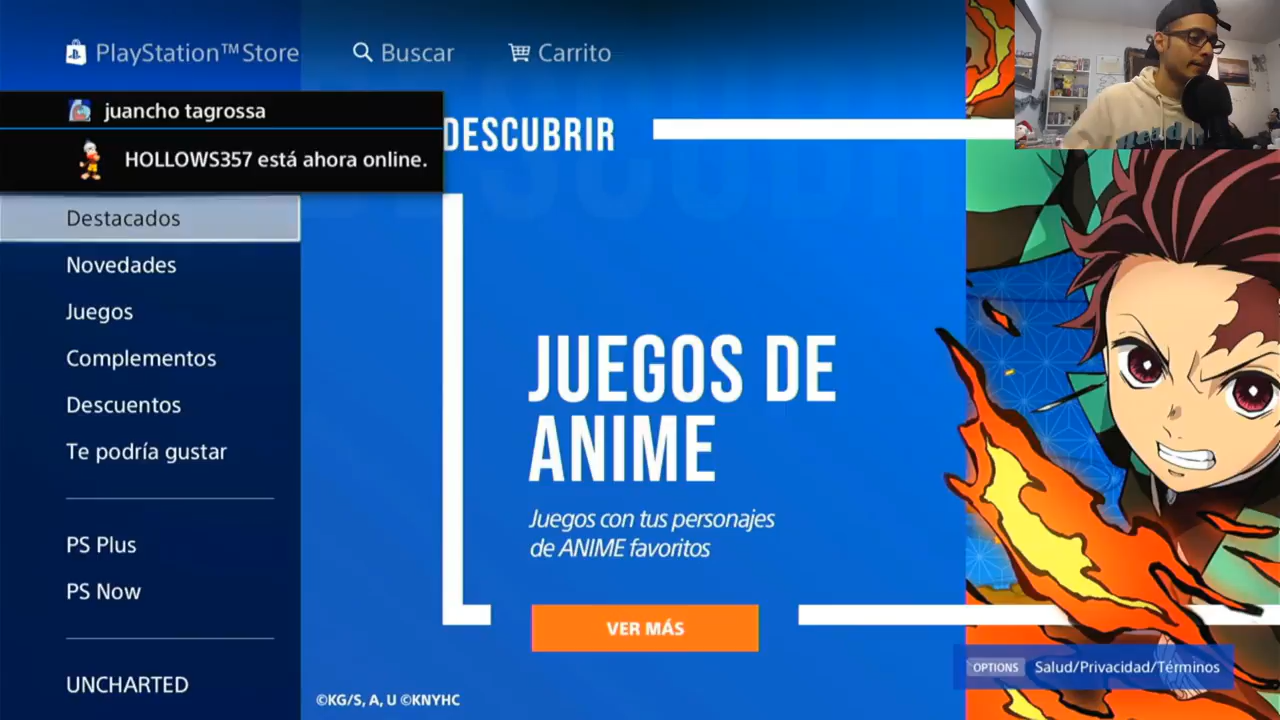 PlayStation™Store
Buscar
Carrito
juancho tagrossa
HOLLOWS357 está ahora online.
DESCUBRIR
Destacados
Novedades
Juegos
Complementos
Descuentos
Te podría gustar
PS Plus
PS Now
UNCHARTED
JUEGOS DE
ANIME
Juegos con tus personajes
de ANIME favoritos
VER MÁS
OPTIONS Salud/Privacidad/Términos
©KG/S, A, U ©KNYHC